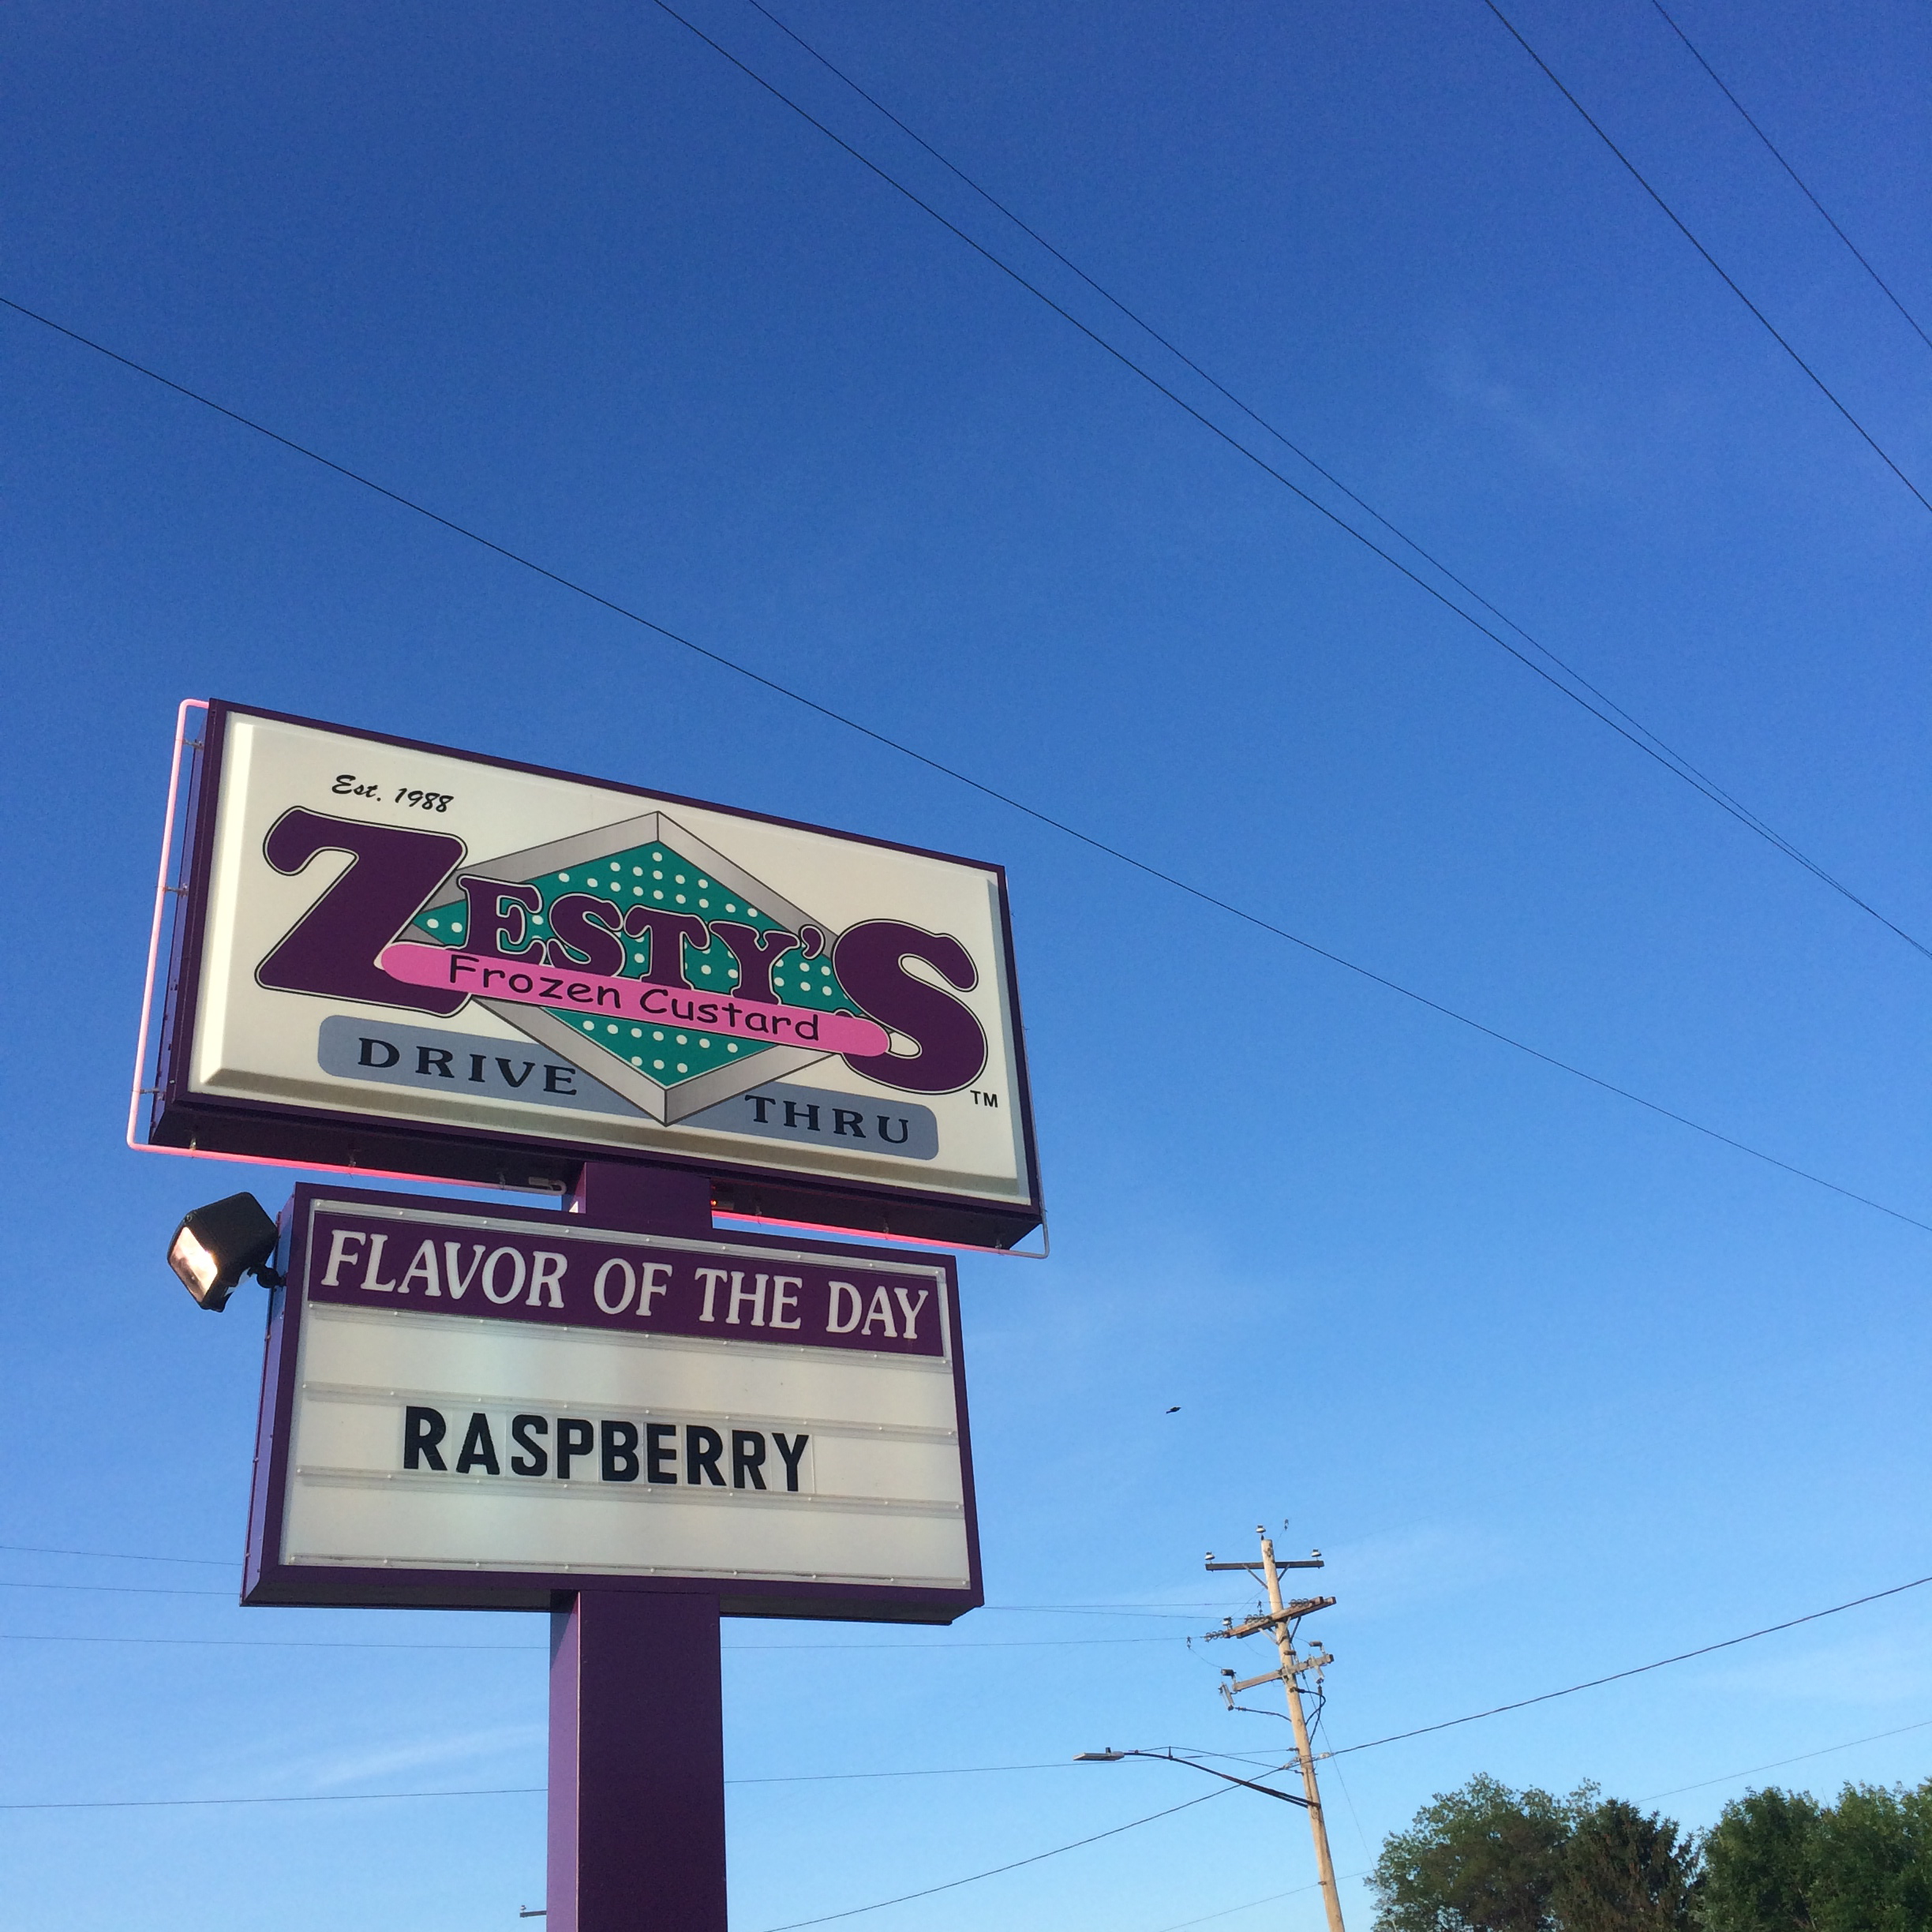 Est. 1988
ZESTY'S
Frozen Custard
DRIVE THRU
TM
FLAVOR OF THE DAY
RASPBERRY